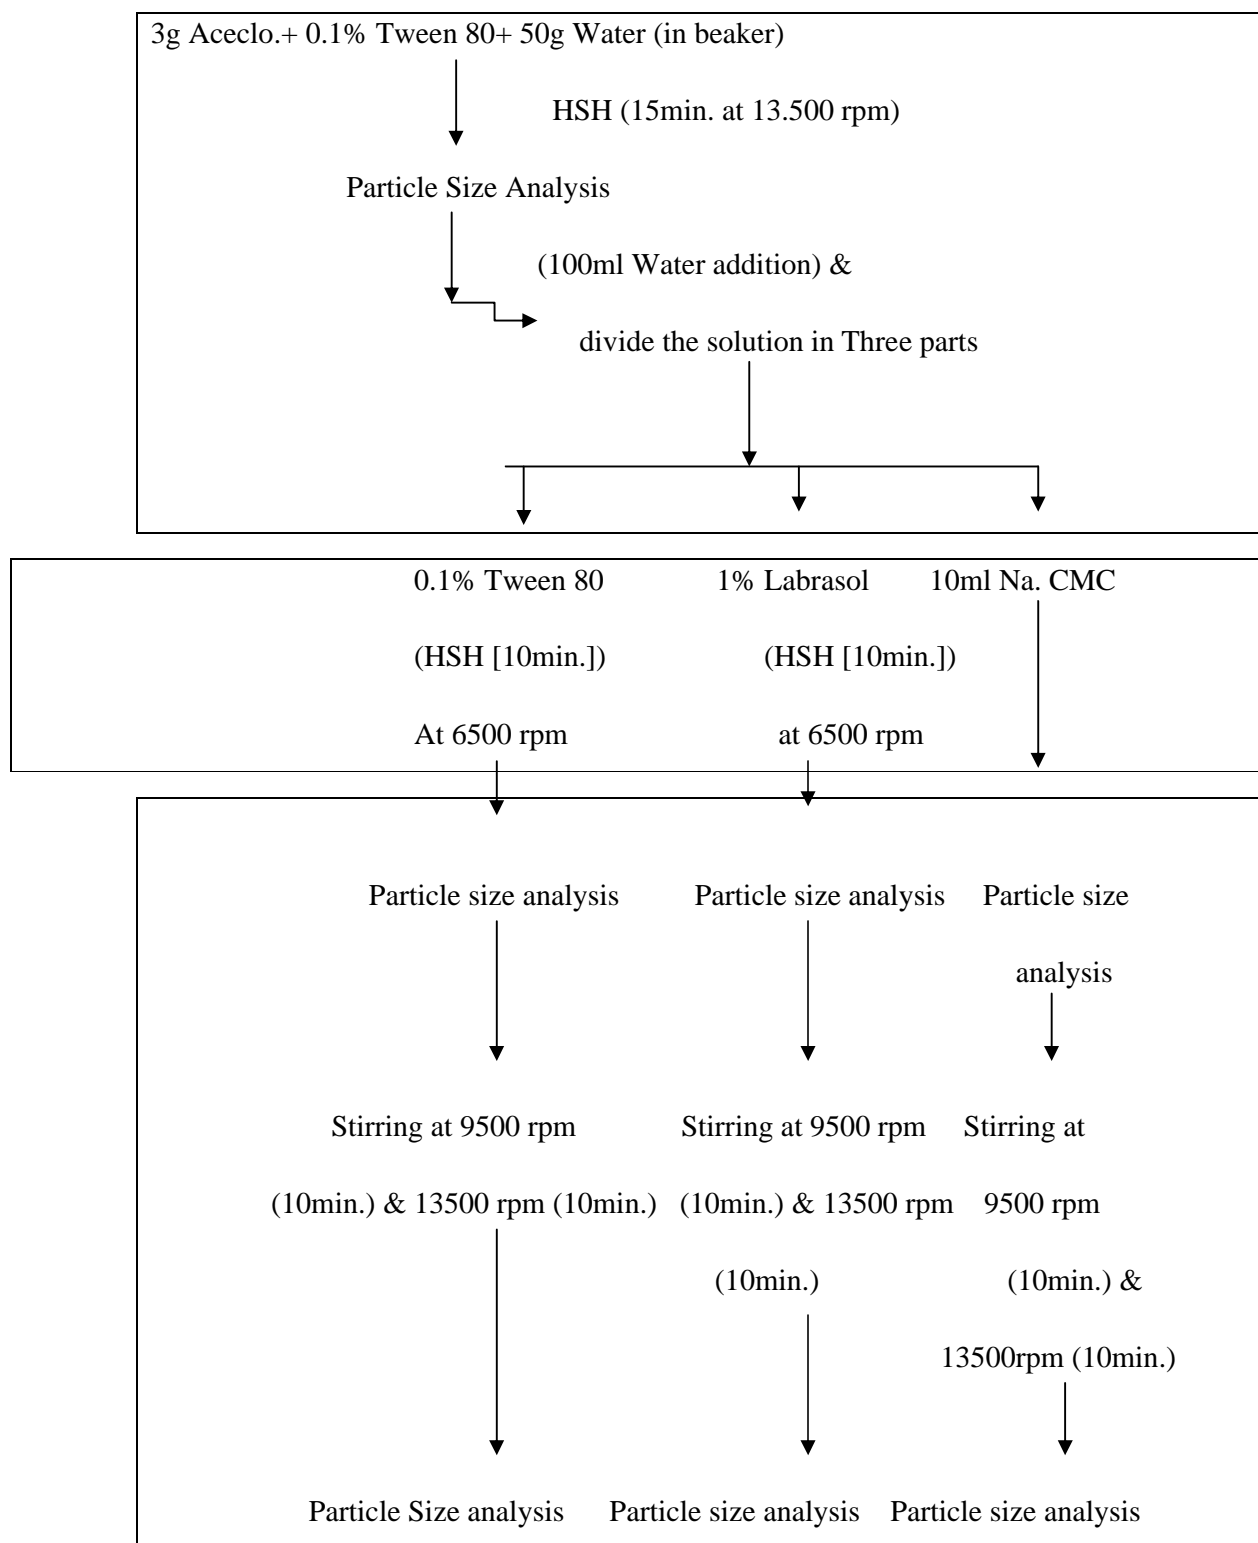 3g Aceclo.+ 0.1% Tween 80+ 50g Water (in beaker)
HSH (15min. at 13.500 rpm)
Particle Size Analysis
(100ml Water addition) &
divide the solution in Three parts
0.1% Tween 80 1% Labrasol 10ml Na. CMC
(HSH [10min.]) (HSH [10min.])
At 6500 rpm at 6500 rpm
Particle size analysis Particle size analysis Particle size
analysis
Stirring at 9500 rpm Stirring at 9500 rpm Stirring at
(10min.) & 13500 rpm (10min.) (10min.) & 13500 rpm 9500 rpm
(10min.) (10min.) &
13500rpm (10min.)
Particle Size analysis Particle size analysis Particle size analysis